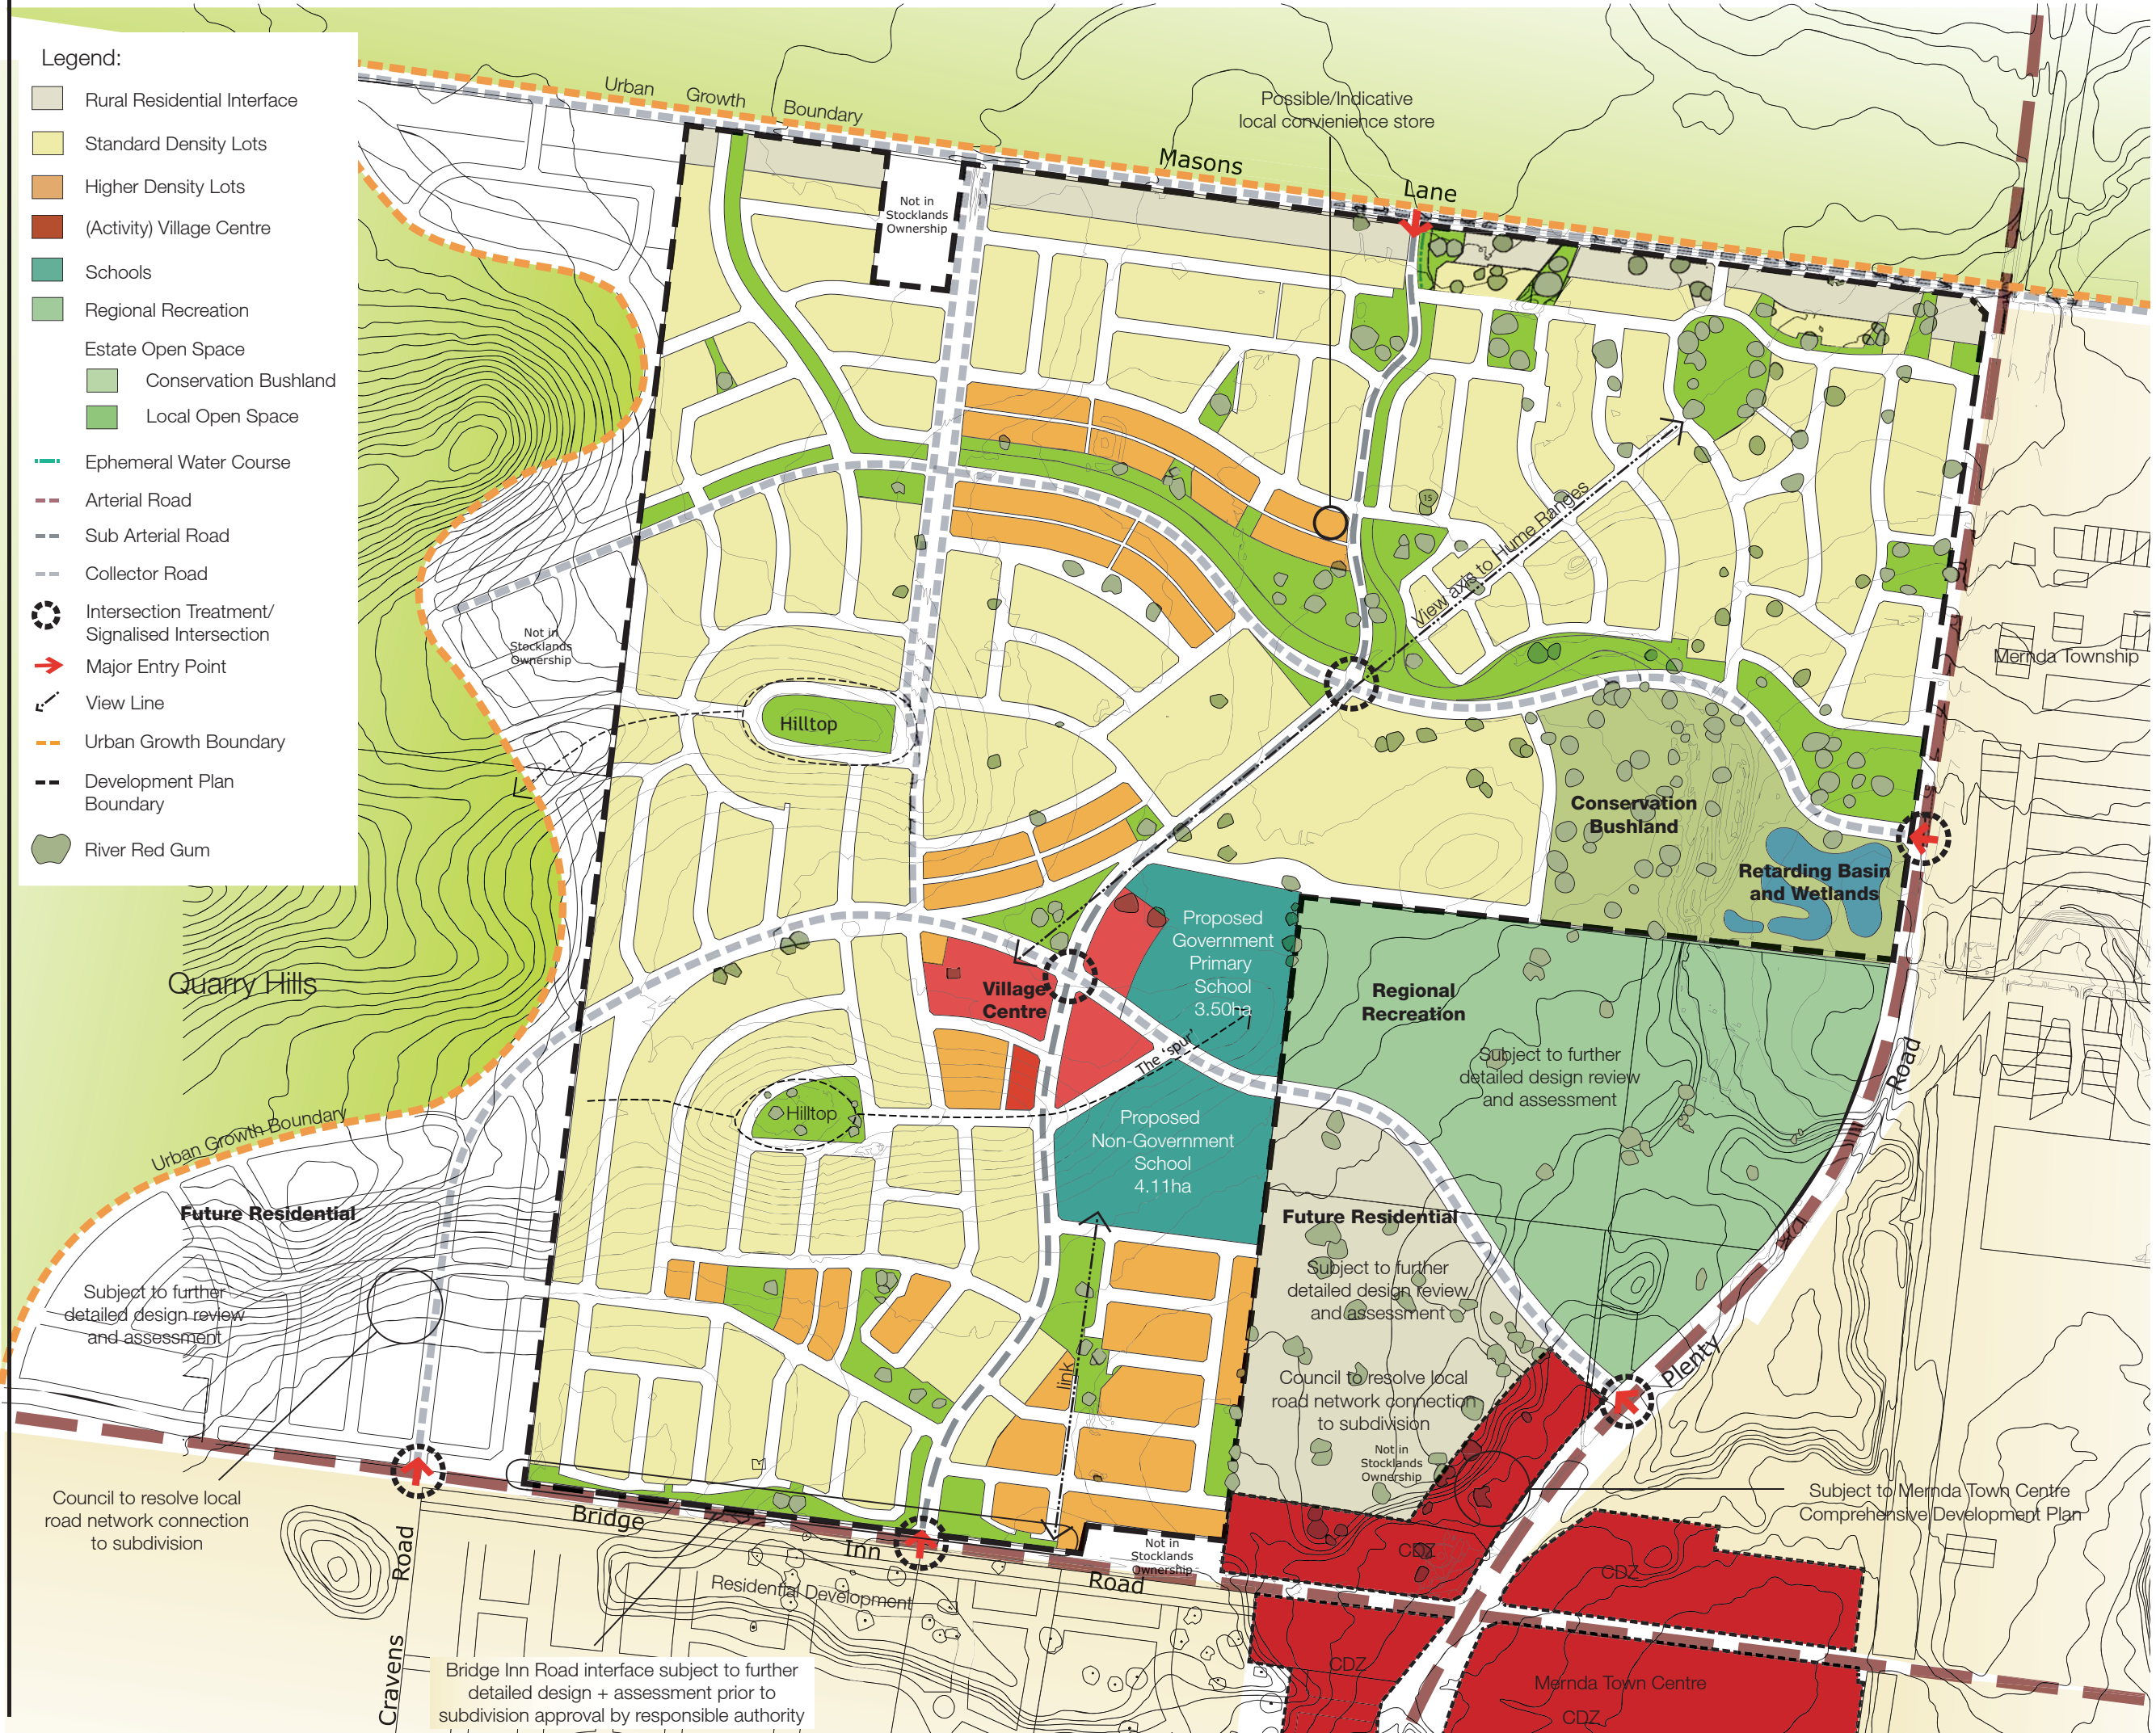 Legend:
Rural Residential Interface
Standard Density Lots
Higher Density Lots
(Activity) Village Centre
Schools
Regional Recreation
Estate Open Space
Conservation Bushland
Local Open Space
Ephemeral Water Course
Arterial Road
Sub Arterial Road
Collector Road
Intersection Treatment/
Signalised Intersection
Major Entry Point
View Line
Urban Growth Boundary
Development Plan
Boundary
River Red Gum
Urban Growth Boundary
Possible/Indicative
local convienience store
Masons
Lane
Not in
Stocklands
Ownership
15
View axis to Hume Ranges
Not in
Stocklands
Ownership
Mernda Township
Hilltop
Conservation
Bushland
Retarding Basin
and Wetlands
Quarry Hills
Proposed
Government
Primary
School
3.50ha
Village
Centre
Regional
Recreation
The 'spur'
Subject to further
detailed design review
and assessment
Road
Hilltop
Proposed
Non-Government
School
4.11ha
Urban Growth Boundary
Future Residential
Future Residential
Subject to further
detailed design review
and assessment
Subject to further
detailed design review
and assessment
link
Plenty
Council to resolve local
road network connection
to subdivision
Not in
Stocklands
Ownership
Council to resolve local
road network connection
to subdivision
Subject to Mernda Town Centre
Comprehensive Development Plan
Bridge
Inn
Road
Not in
Stocklands
Ownership
CDZ
CDZ
Residential Development
Cravens
Road
Bridge Inn Road interface subject to further
detailed design + assessment prior to
subdivision approval by responsible authority
CDZ
Mernda Town Centre
CDZ